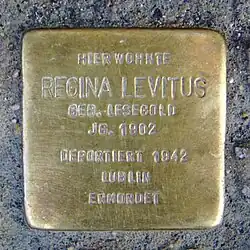 HIER WOHNTE
REGINA LEVITUS
GEB. LESEGOLD
JG. 1902
DEPORTIERT 1942
LUBLIN
ERMORDET